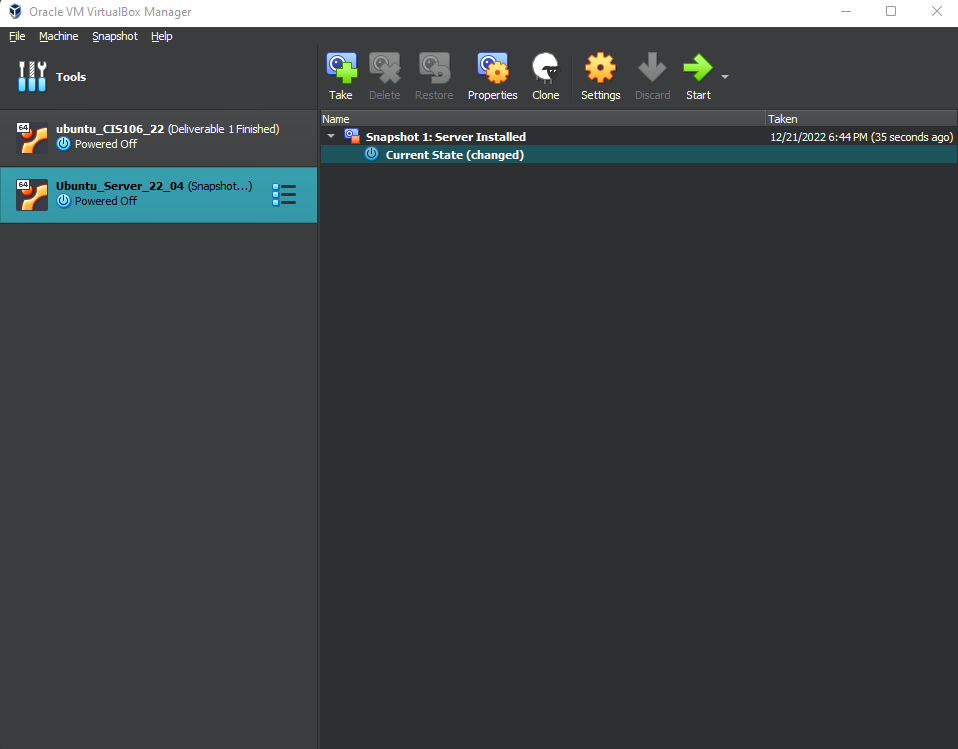 Oracle VM VirtualBox Manager
File Machine Snapshot Help
Tools
Take Delete Restore Properties Clone Settings Discard Start
64
ubuntu_CIS106_22 (Deliverable 1 Finished)
Powered Off
64
Ubuntu_Server_22_04 (Snapshot...)
Powered Off
Name Taken
Snapshot 1: Server Installed 12/21/2022 6:44 PM (35 seconds ago)
Current State (changed)